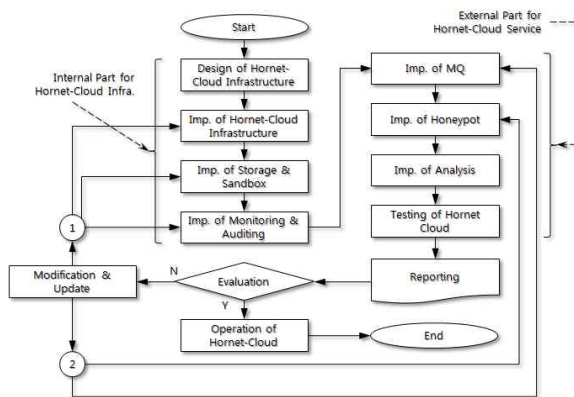 Start
External Part for
Hornet-Cloud Service
Internal Part for
Hornet-Cloud Infra.
Design of Hornet-
Cloud Infrastructure
Imp. of MQ
Imp. of Hornet-Cloud
Infrastructure
Imp. of Honeypot
Imp. of Storage &
Sandbox
Imp. of Analysis
1
Imp. of Monitoring &
Auditing
Testing of Hornet
Cloud
Modification &
Update
N
Evaluation
Reporting
Y
Operation of
Hornet-Cloud
End
2